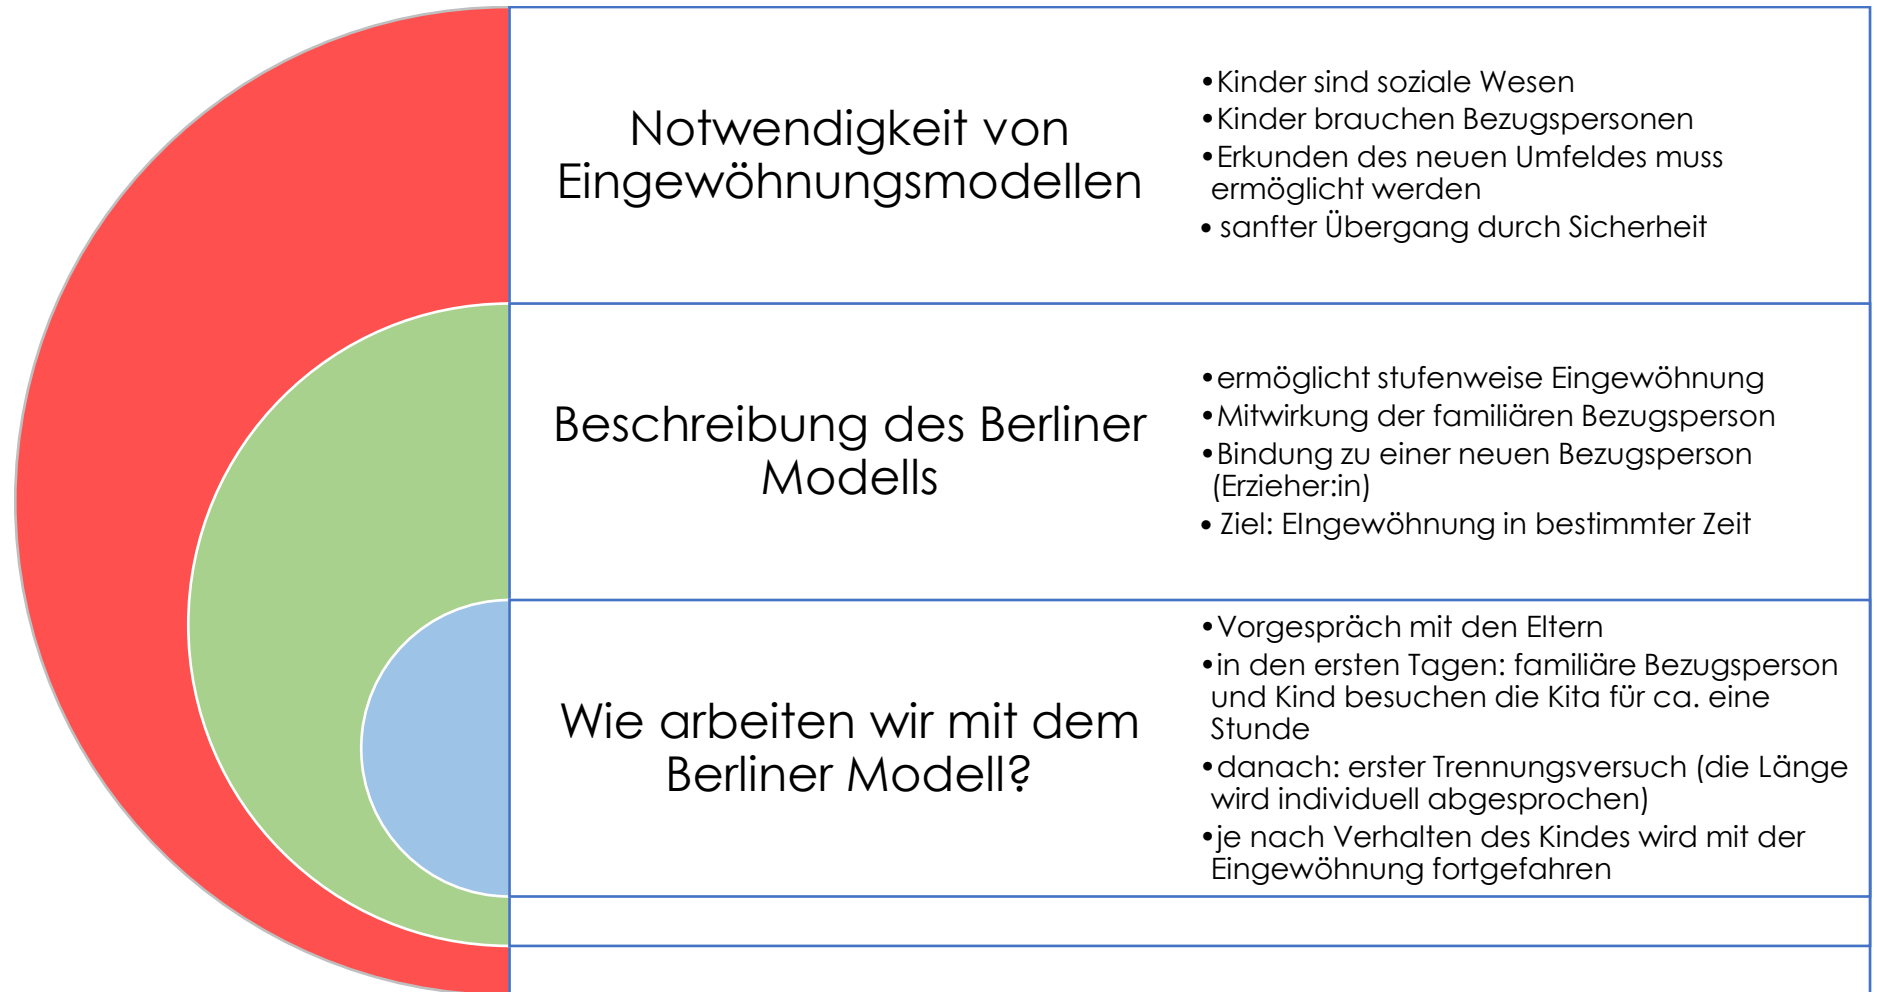 Notwendigkeit von
Eingewöhnungsmodellen
•Kinder sind soziale Wesen
•Kinder brauchen Bezugspersonen
•Erkunden des neuen Umfeldes muss
ermöglicht werden
• sanfter Übergang durch Sicherheit
Beschreibung des Berliner
Modells
•ermöglicht stufenweise Eingewöhnung
•Mitwirkung der familiären Bezugsperson
•Bindung zu einer neuen Bezugsperson
(Erzieher:in)
• Ziel: EIngewöhnung in bestimmter Zeit
Wie arbeiten wir mit dem
Berliner Modell?
•Vorgespräch mit den Eltern
•in den ersten Tagen: familiäre Bezugsperson
und Kind besuchen die Kita für ca. eine
Stunde
•danach: erster Trennungsversuch (die Länge
wird individuell abgesprochen)
•je nach Verhalten des Kindes wird mit der
Eingewöhnung fortgefahren